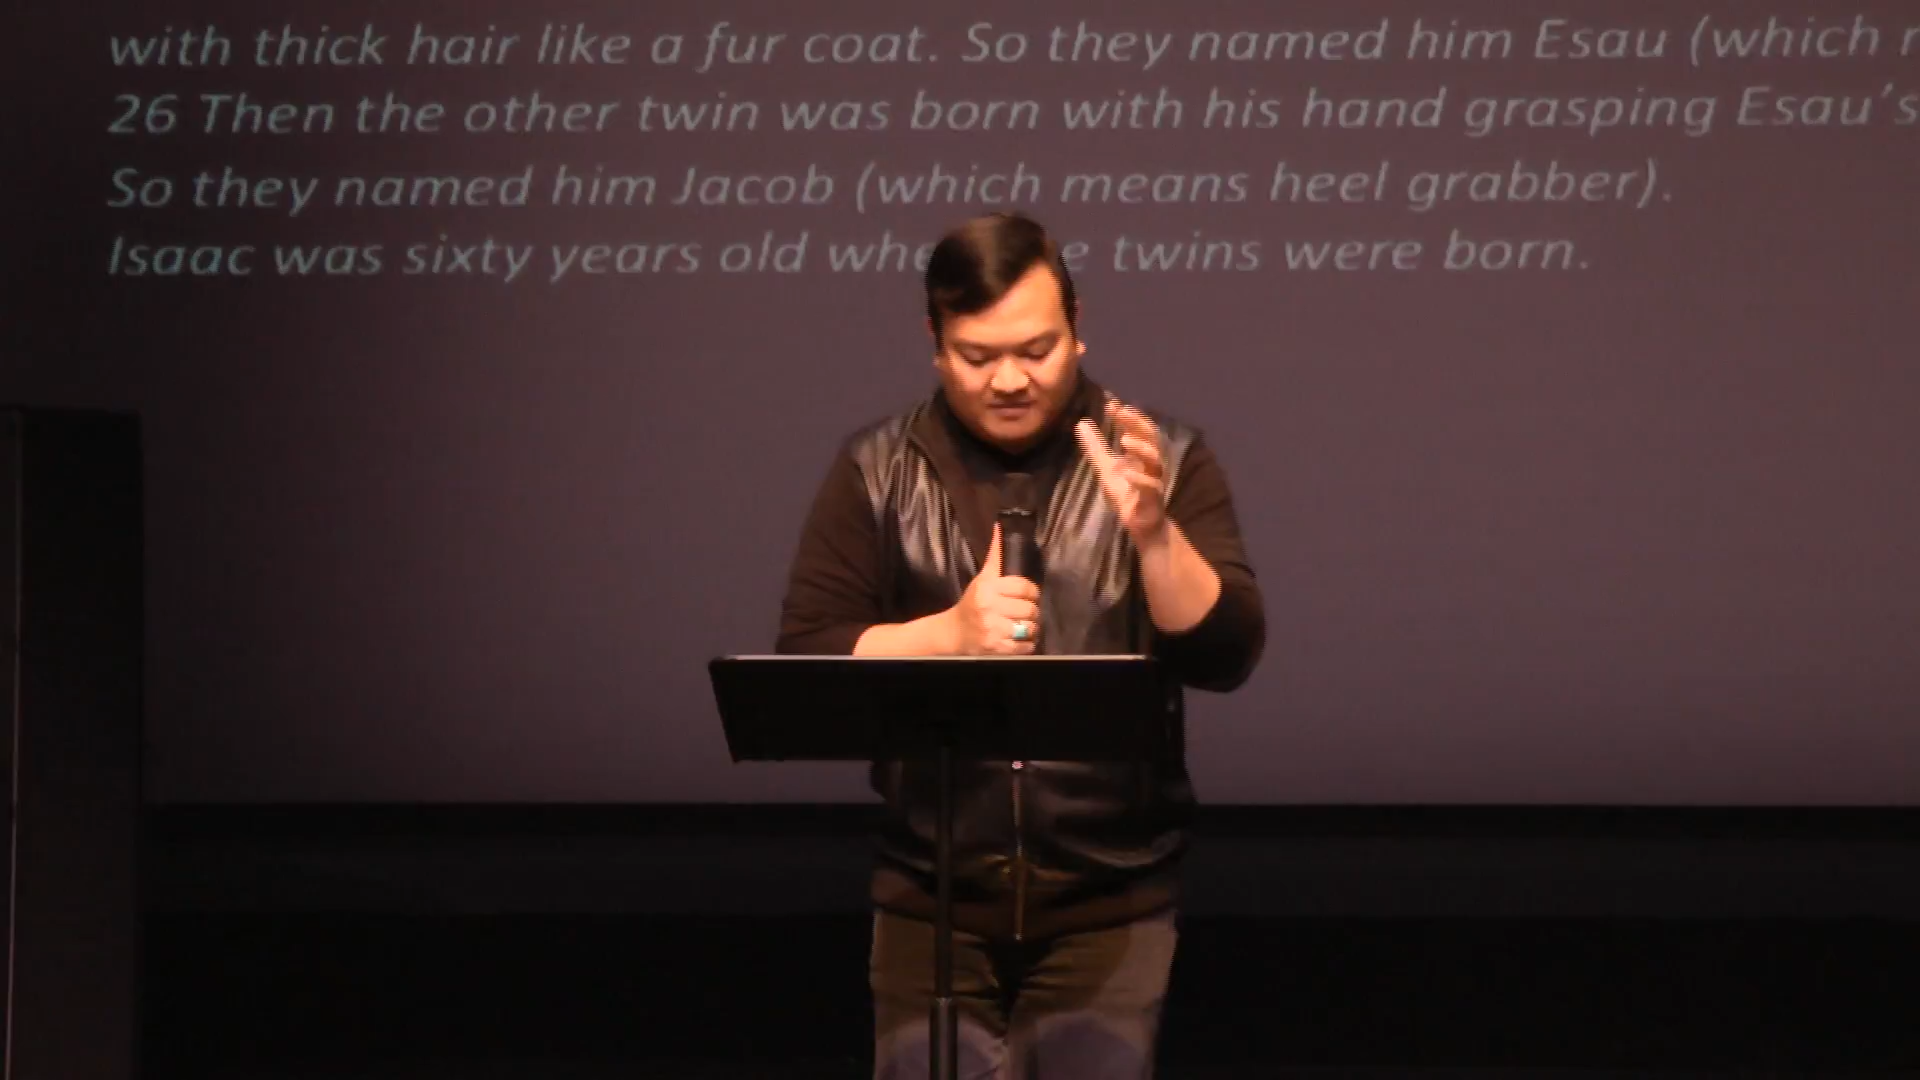 with thick hair like a fur coat. So they named him Esau (which
26 Then the other twin was born with his hand grasping Esau’s
So they named him Jacob (which means heel grabber).
Isaac was sixty years old twins were born.